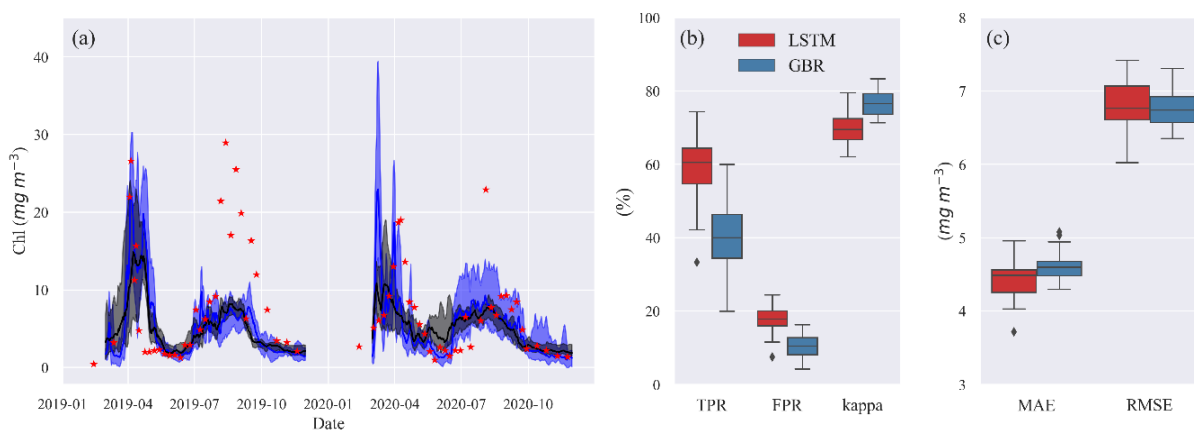 (a)
40
30
20
10
0
Chl (mg m⁻³)
2019-01 2019-04 2019-07 2019-10 2020-01 2020-04 2020-07 2020-10
Date
(b)
LSTM
GBR
100
80
60
40
20
0
(%)
TPR FPR kappa
(c)
8
7
6
5
4
3
(mg m⁻³)
MAE RMSE